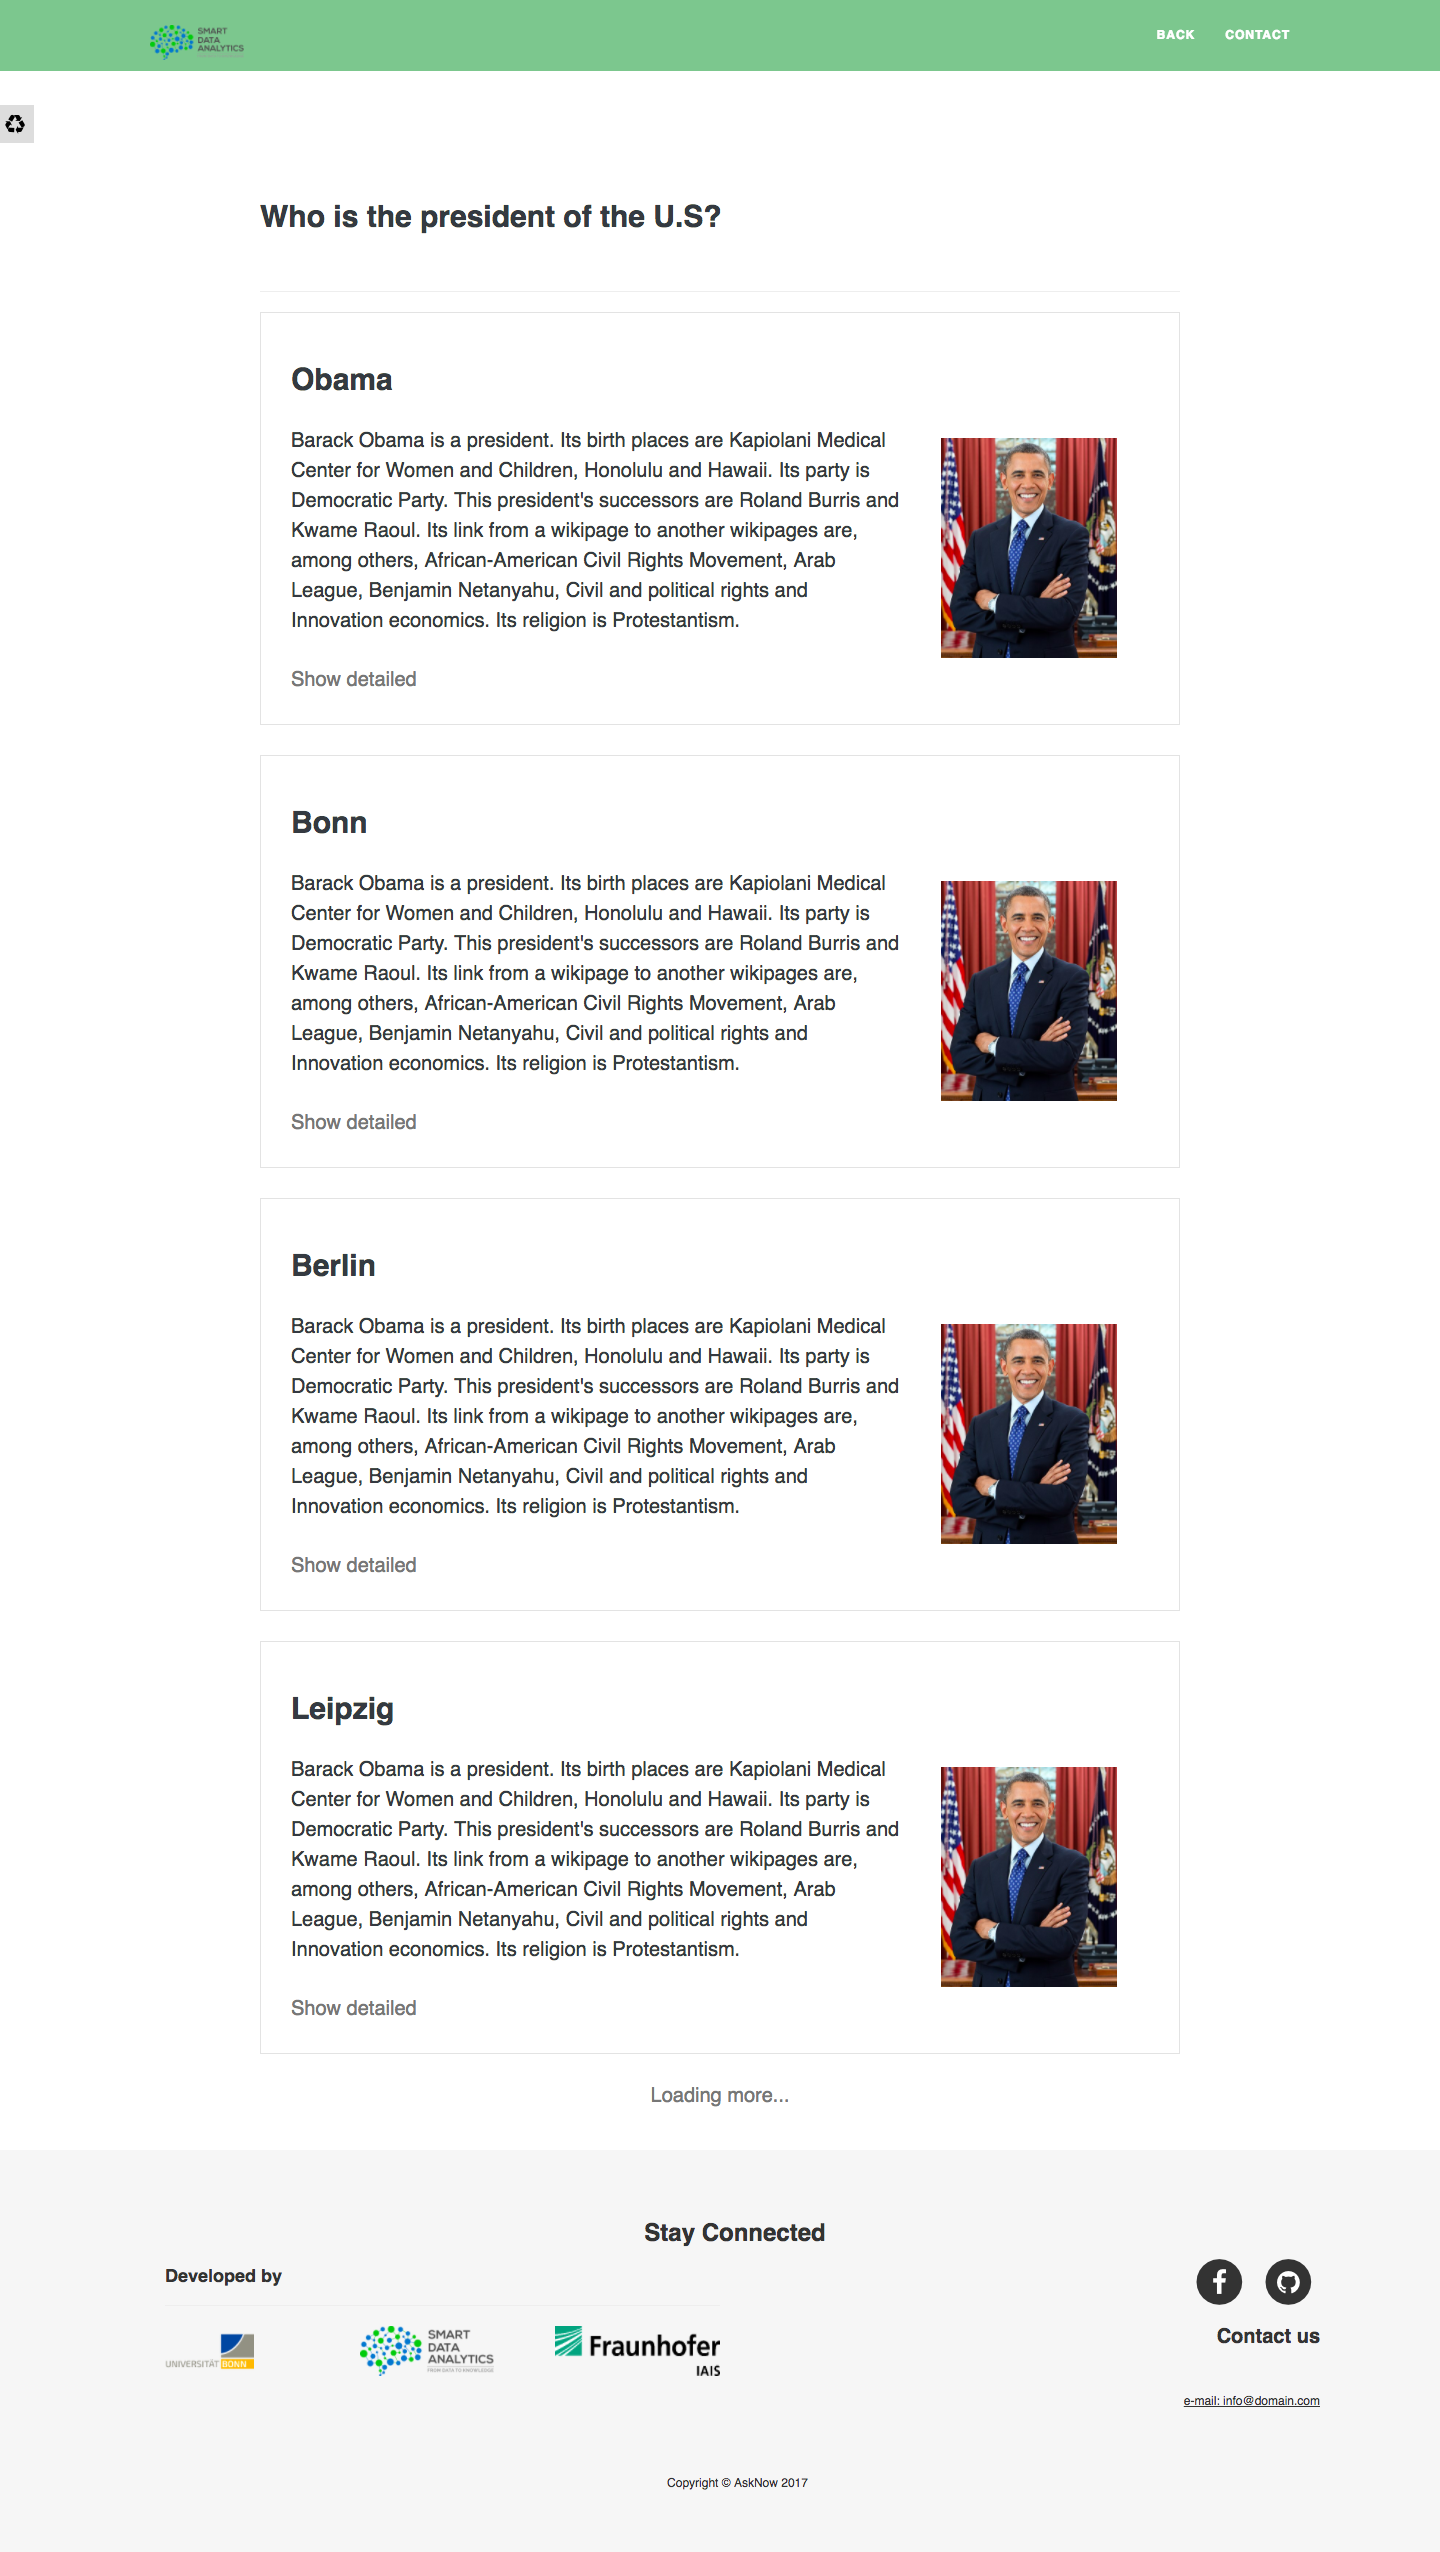 SMART
DATA
ANALYTICS
BACK CONTACT
Who is the president of the U.S?
Obama
Barack Obama is a president. Its birth places are Kapiolani Medical
Center for Women and Children, Honolulu and Hawaii. Its party is
Democratic Party. This president's successors are Roland Burris and
Kwame Raoul. Its link from a wikipage to another wikipages are,
among others, African-American Civil Rights Movement, Arab
League, Benjamin Netanyahu, Civil and political rights and
Innovation economics. Its religion is Protestantism.
Show detailed
Bonn
Barack Obama is a president. Its birth places are Kapiolani Medical
Center for Women and Children, Honolulu and Hawaii. Its party is
Democratic Party. This president's successors are Roland Burris and
Kwame Raoul. Its link from a wikipage to another wikipages are,
among others, African-American Civil Rights Movement, Arab
League, Benjamin Netanyahu, Civil and political rights and
Innovation economics. Its religion is Protestantism.
Show detailed
Berlin
Barack Obama is a president. Its birth places are Kapiolani Medical
Center for Women and Children, Honolulu and Hawaii. Its party is
Democratic Party. This president's successors are Roland Burris and
Kwame Raoul. Its link from a wikipage to another wikipages are,
among others, African-American Civil Rights Movement, Arab
League, Benjamin Netanyahu, Civil and political rights and
Innovation economics. Its religion is Protestantism.
Show detailed
Leipzig
Barack Obama is a president. Its birth places are Kapiolani Medical
Center for Women and Children, Honolulu and Hawaii. Its party is
Democratic Party. This president's successors are Roland Burris and
Kwame Raoul. Its link from a wikipage to another wikipages are,
among others, African-American Civil Rights Movement, Arab
League, Benjamin Netanyahu, Civil and political rights and
Innovation economics. Its religion is Protestantism.
Show detailed
Loading more...
Stay Connected
Developed by
UNIVERSITÄT BONN
SMART
DATA
ANALYTICS
FROM DATA TO KNOWLEDGE
Fraunhofer
IAIS
Contact us
e-mail: info@domain.com
Copyright © AskNow 2017